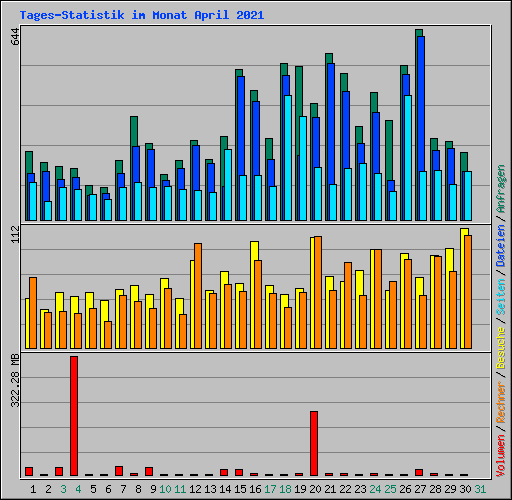 Tages-Statistik im Monat April 2021
644
112
322.28 MB
Volumen / Rechner / Besuche / Seiten / Dateien / Anfragen
1 2 3 4 5 6 7 8 9 10 11 12 13 14 15 16 17 18 19 20 21 22 23 24 25 26 27 28 29 30 31